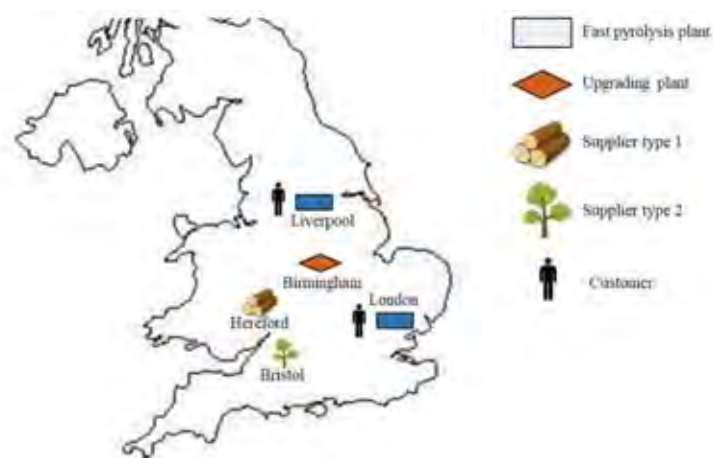 Fast pyrolysis plant
Upgrading plant
Supplier type 1
Supplier type 2
Customer
Liverpool
Birmingham
London
Hereford
Bristol